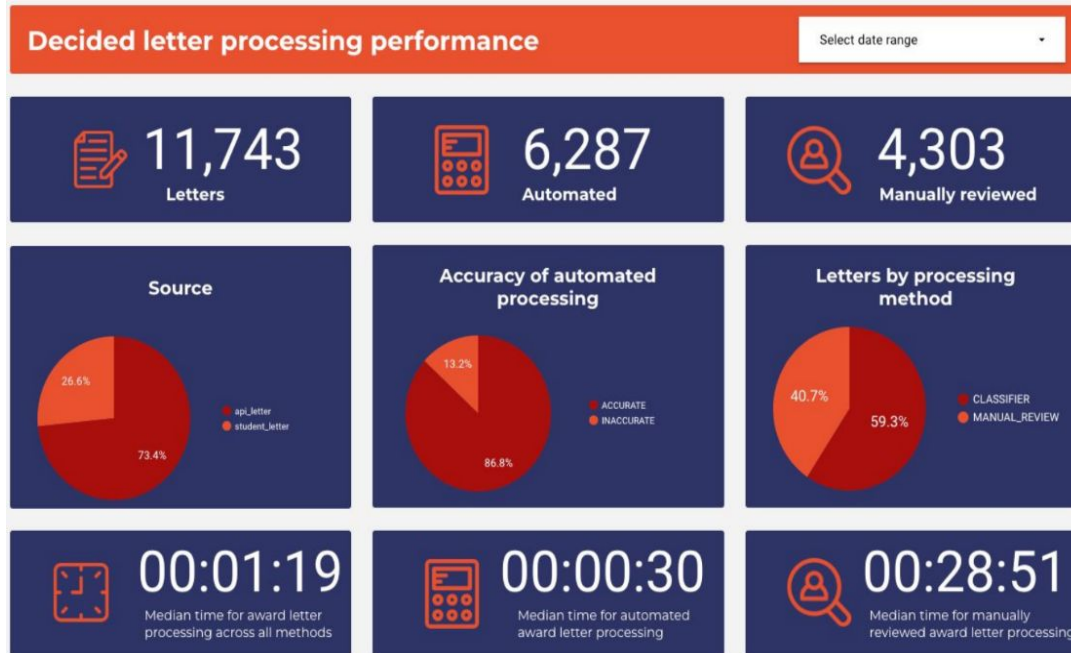 Decided letter processing performance
Select date range
11,743
Letters
6,287
Automated
4,303
Manually reviewed
Source
26.6%
73.4%
api_letter
student_letter
Accuracy of automated
processing
13.2%
86.8%
ACCURATE
INACCURATE
Letters by processing
method
40.7%
59.3%
CLASSIFIER
MANUAL_REVIEW
00:01:19
Median time for award letter
processing across all methods
00:00:30
Median time for automated
award letter processing
00:28:51
Median time for manually
reviewed award letter processing